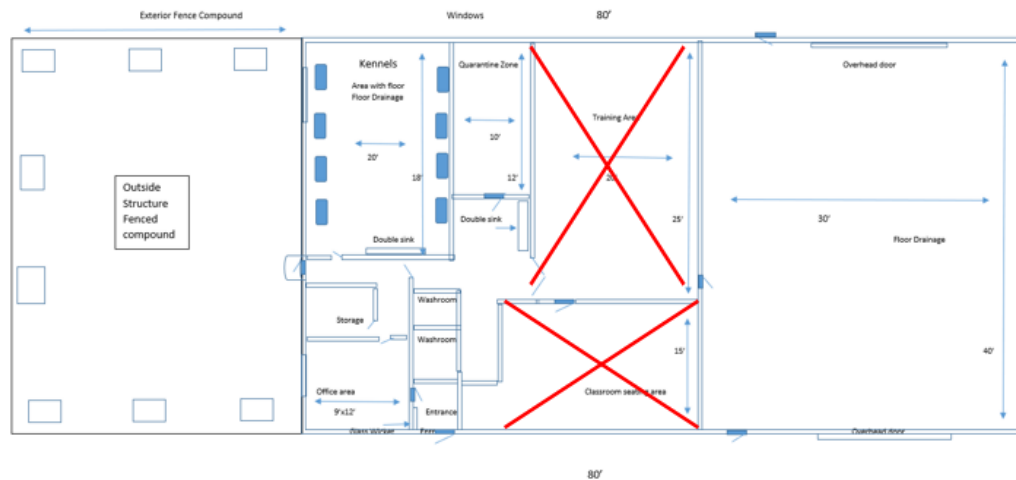 Exterior Fence Compound
Windows
80'
Kennels
Area with floor
Floor Drainage
20'
18'
Double sink
Quarantine Zone
10'
12'
Double sink
Training Area
20'
25'
Overhead door
30'
Floor Drainage
40'
Outside
Structure
Fenced
compound
Storage
Washroom
Washroom
Office area
9'x12'
Glass Wicket
Entrance
15'
Classroom seating area
Overhead door
80'